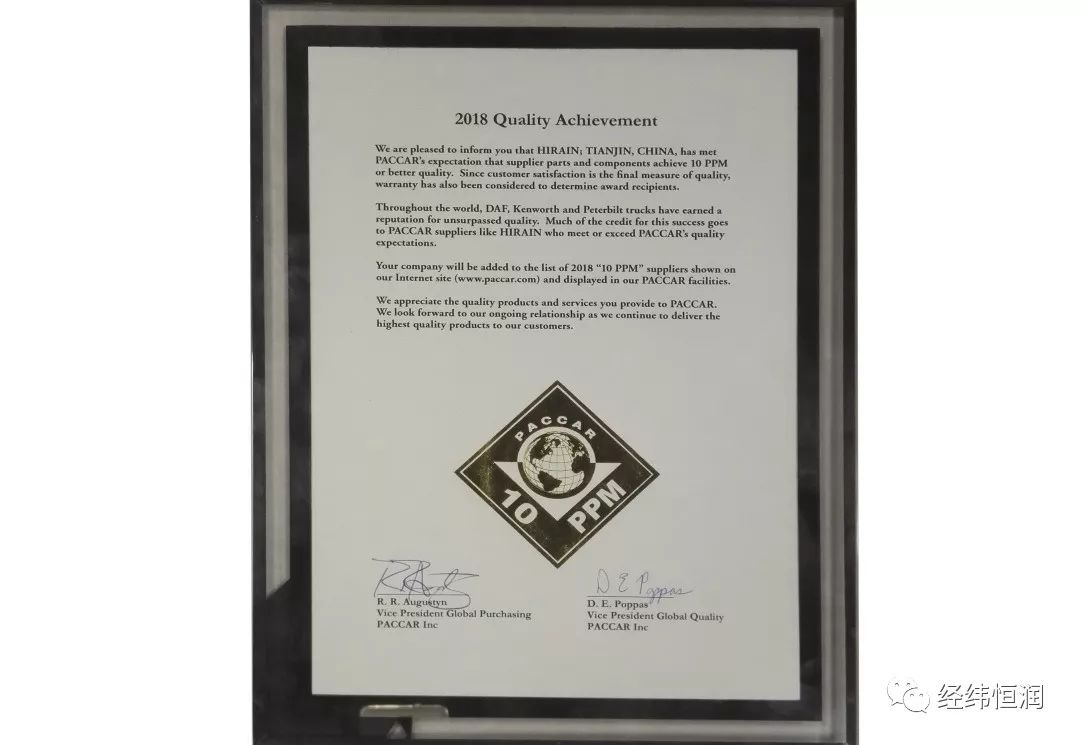 2018 Quality Achievement
We are pleased to inform you that HIRAIN; TIANJIN, CHINA, has met
PACCAR's expectation that supplier parts and components achieve 10 PPM
or better quality. Since customer satisfaction is the final measure of quality,
warranty has also been considered to determine award recipients.
Throughout the world, DAF, Kenworth and Peterbilt trucks have earned a
reputation for unsurpassed quality. Much of the credit for this success goes
to PACCAR suppliers like HIRAIN who meet or exceed PACCAR's quality
expectations.
Your company will be added to the list of 2018 “10 PPM” suppliers shown on
our Internet site (www.paccar.com) and displayed in our PACCAR facilities.
We appreciate the quality products and services you provide to PACCAR.
We look forward to our ongoing relationship as we continue to deliver the
highest quality products to our customers.
PACCAR
10 PPM
D E Poppas
R. R. Augustyn
Vice President Global Purchasing
PACCAR Inc
D. E. Poppas
Vice President Global Quality
PACCAR Inc
经纬恒润